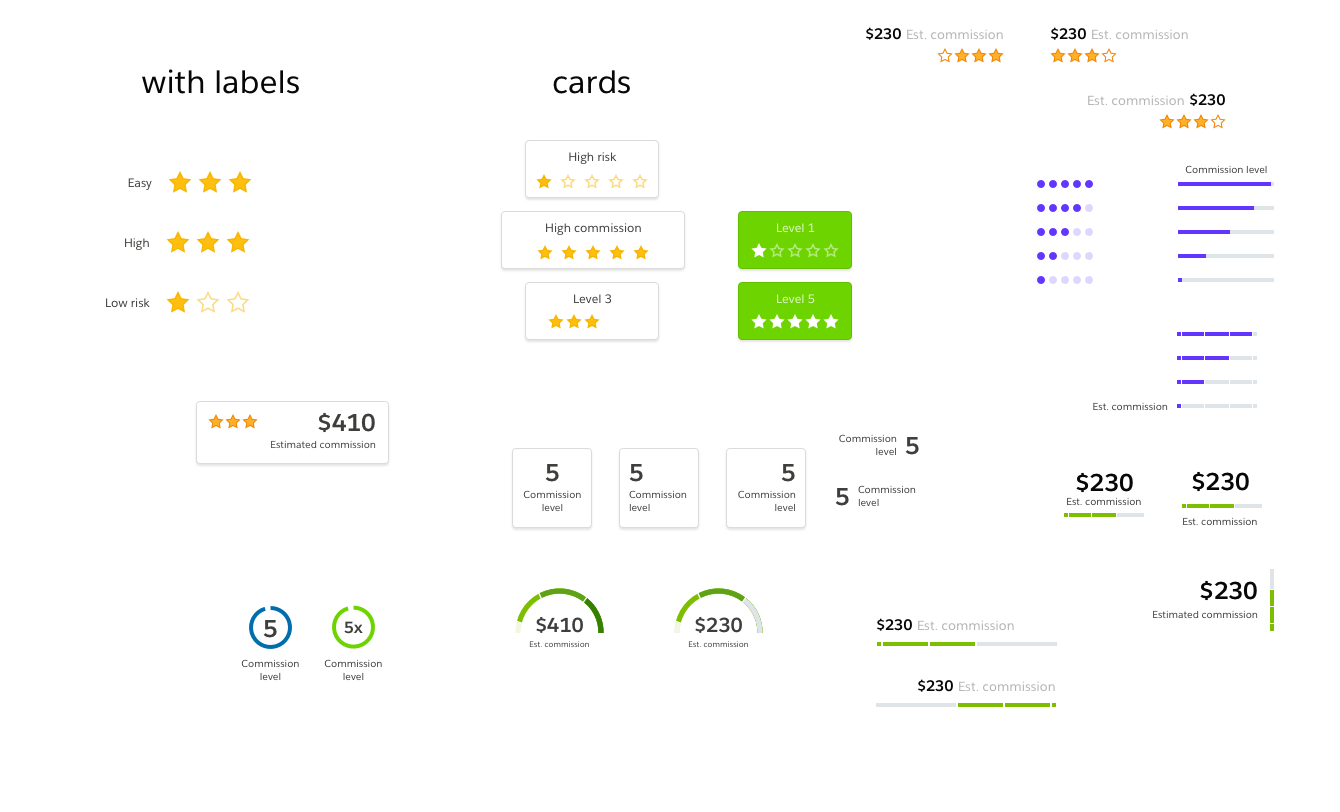 $230 Est. commission
$230 Est. commission
with labels
cards
Est. commission $230
High risk
Commission level
Easy
High commission
Level 1
High
Low risk
Level 3
Level 5
Est. commission
$410
Estimated commission
Commission
level
5
5
Commission
level
5
Commission
level
5
Commission
level
5
Commission
level
$230
Est. commission
$230
Est. commission
5
Commission
level
5x
Commission
level
$410
Est. commission
$230
Est. commission
$230 Est. commission
$230
Estimated commission
$230 Est. commission